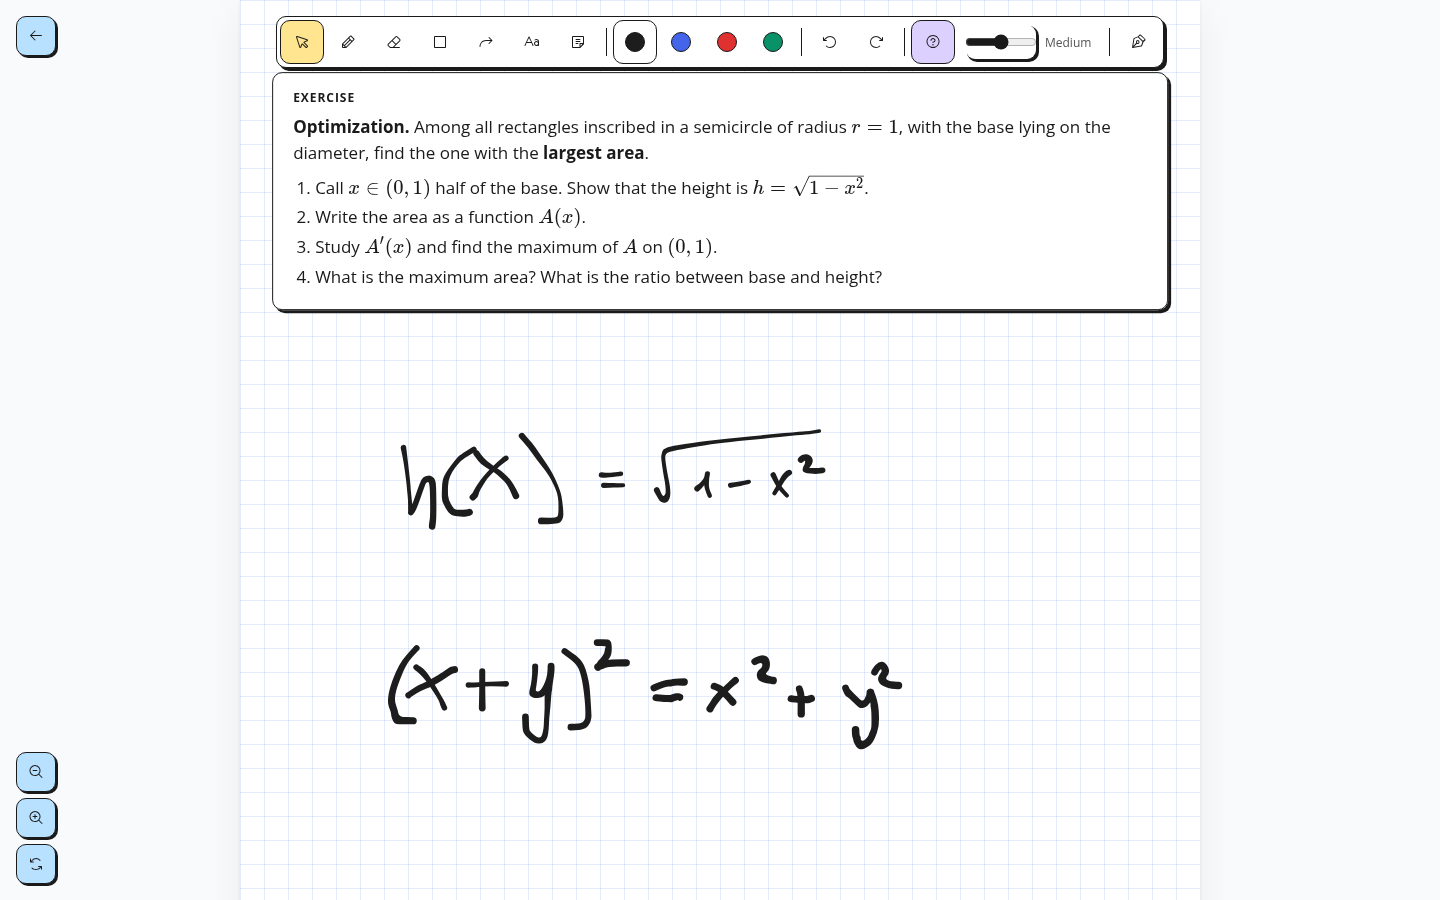 Aa
Medium
EXERCISE
Optimization. Among all rectangles inscribed in a semicircle of radius r = 1, with the base lying on the
diameter, find the one with the largest area.
1. Call x ∈ (0, 1) half of the base. Show that the height is h = √(1 − x²).
2. Write the area as a function A(x).
3. Study A′(x) and find the maximum of A on (0, 1).
4. What is the maximum area? What is the ratio between base and height?
h(x) = √(1 − x²)
(x + y)² = x² + y²